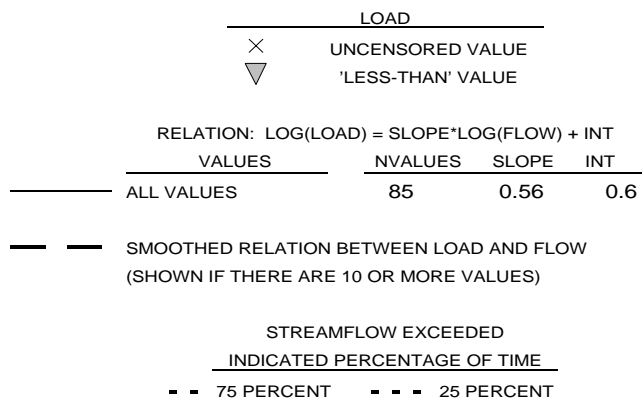 LOAD
UNCENSORED VALUE
'LESS-THAN' VALUE
RELATION: LOG(LOAD) = SLOPE*LOG(FLOW) + INT
VALUES NVALUES SLOPE INT
ALL VALUES 85 0.56 0.6
SMOOTHED RELATION BETWEEN LOAD AND FLOW
(SHOWN IF THERE ARE 10 OR MORE VALUES)
STREAMFLOW EXCEEDED
INDICATED PERCENTAGE OF TIME
75 PERCENT 25 PERCENT